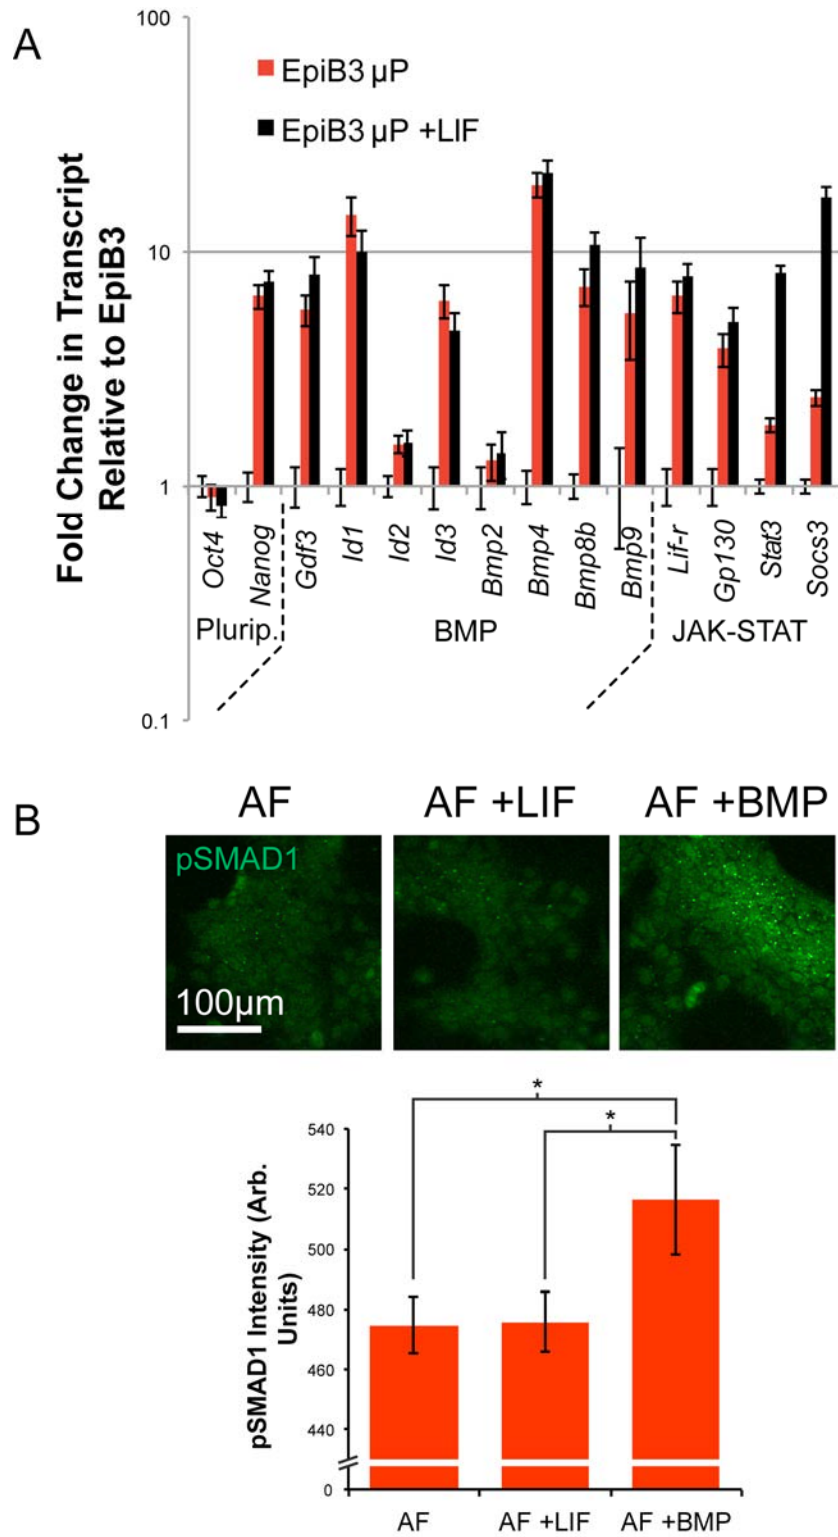 A
100
10
1
0.1
Fold Change in Transcript
Relative to EpiB3
EpiB3 µP
EpiB3 µP +LIF
Oct4
Nanog
Gdf3
Id1
Id2
Id3
Bmp2
Bmp4
Bmp8b
Bmp9
Lif-r
Gp130
Stat3
Socs3
Plurip.
BMP
JAK-STAT
B
AF
AF +LIF
AF +BMP
pSMAD1
100µm
*
*
pSMAD1 Intensity (Arb.
Units)
540
520
500
480
460
440
0
AF
AF +LIF
AF +BMP